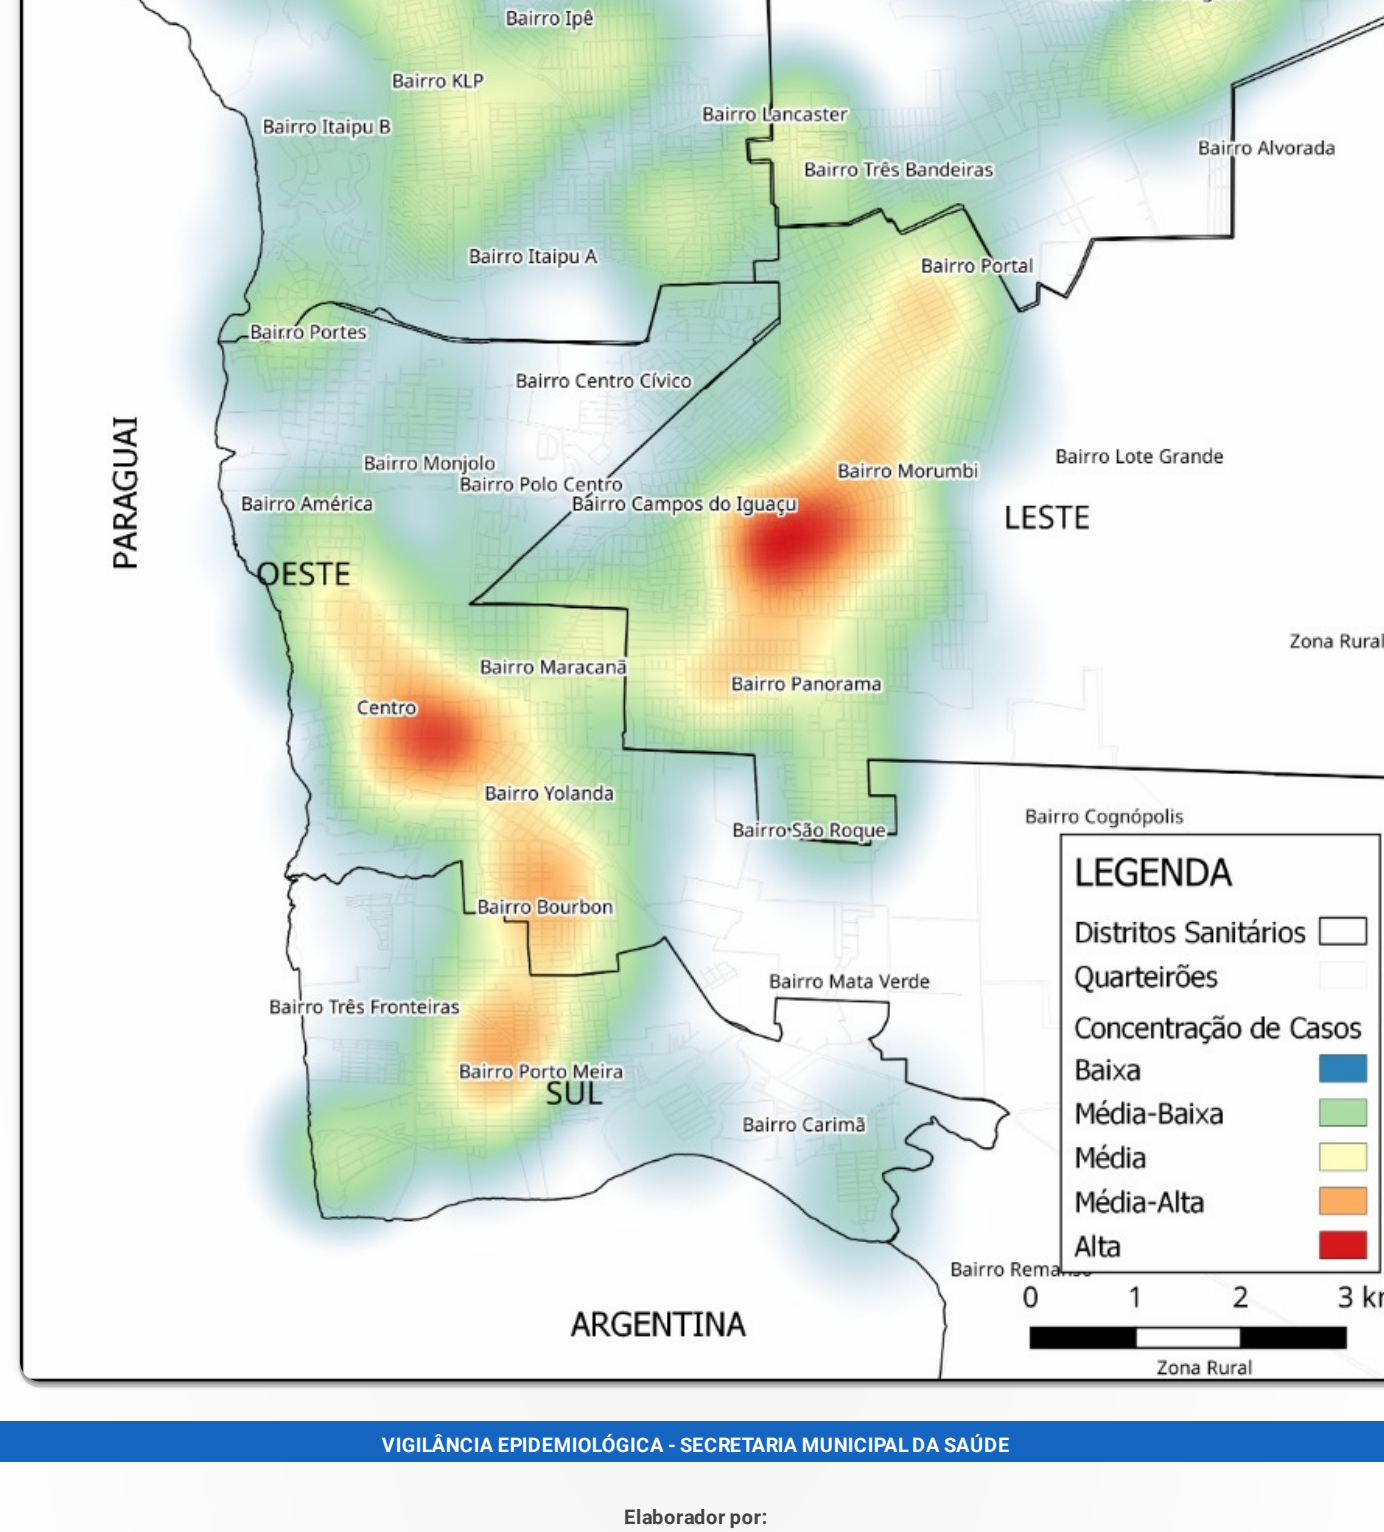 Bairro Ipê
Bairro KLP
Bairro Lancaster
Bairro Itaipu B
Bairro Alvorada
Bairro Três Bandeiras
Bairro Itaipu A
Bairro Portal
Bairro Portes
Bairro Centro Cívico
PARAGUAI
Bairro Monjolo
Bairro Morumbi
Bairro Lote Grande
Bairro Polo Centro
Bairro América
Bairro Campos do Iguaçu
LESTE
OESTE
Zona Rural
Bairro Maracanã
Bairro Panorama
Centro
Bairro Yolanda
Bairro São Roque
Bairro Cognópolis
LEGENDA
Distritos Sanitários
Quarteirões
Concentração de Casos
Baixa
Média-Baixa
Média
Média-Alta
Alta
Bairro Bourbon
Bairro Mata Verde
Bairro Três Fronteiras
Bairro Porto Meira
SUL
Bairro Carimã
Bairro Remanso
0 1 2 3 km
ARGENTINA
Zona Rural
VIGILÂNCIA EPIDEMIOLÓGICA - SECRETARIA MUNICIPAL DA SAÚDE
Elaborador por: